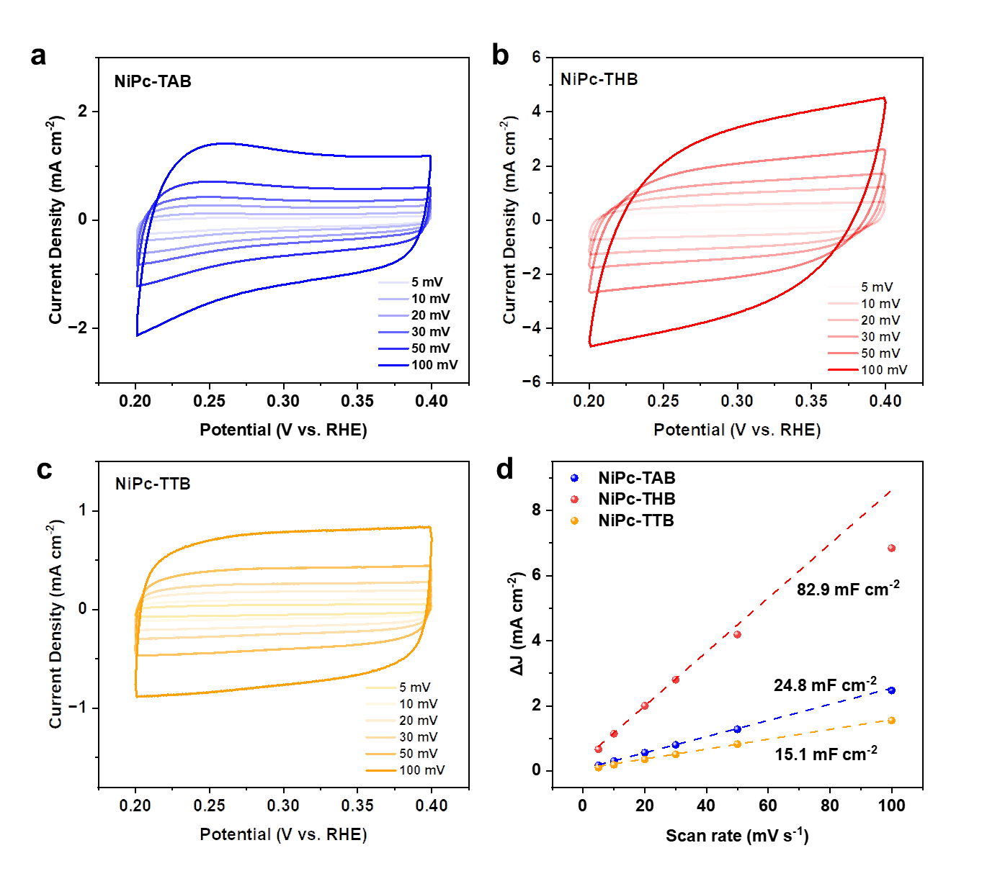 a
NiPc-TAB
Current Density (mA cm-2)
2
0
−2
5 mV
10 mV
20 mV
30 mV
50 mV
100 mV
0.20 0.25 0.30 0.35 0.40
Potential (V vs. RHE)
b
NiPc-THB
Current Density (mA cm-2)
6
4
2
0
−2
−4
−6
5 mV
10 mV
20 mV
30 mV
50 mV
100 mV
0.20 0.25 0.30 0.35 0.40
Potential (V vs. RHE)
c
NiPc-TTB
Current Density (mA cm-2)
1
0
−1
5 mV
10 mV
20 mV
30 mV
50 mV
100 mV
0.20 0.25 0.30 0.35 0.40
Potential (V vs. RHE)
d
NiPc-TAB
NiPc-THB
NiPc-TTB
ΔJ (mA cm-2)
8
6
4
2
0
82.9 mF cm-2
24.8 mF cm-2
15.1 mF cm-2
0 20 40 60 80 100
Scan rate (mV s-1)